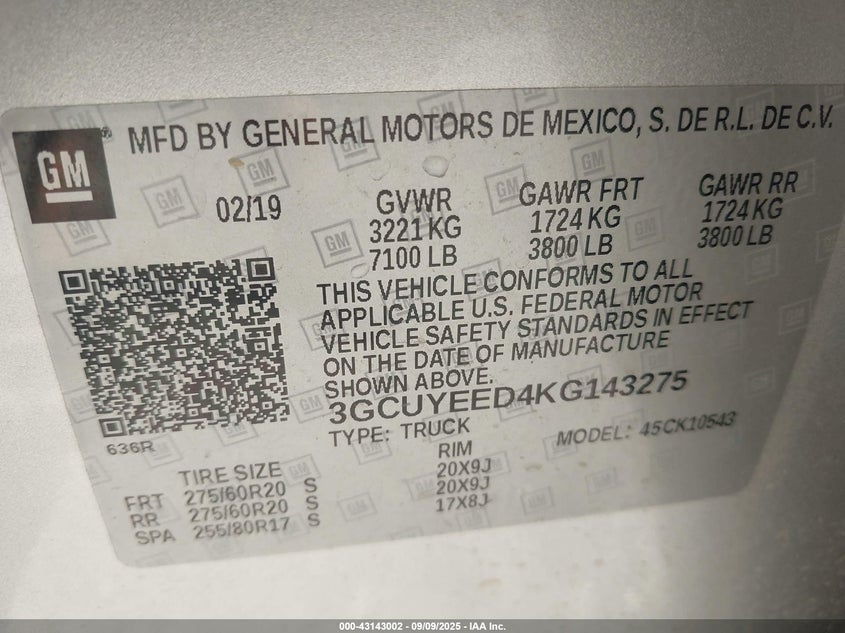 GM ® MFD BY GENERAL MOTORS DE MEXICO, S. DE R.L. DE C.V.
02/19 GVWR GAWR FRT GAWR RR
3221 KG 1724 KG 1724 KG
7100 LB 3800 LB 3800 LB
THIS VEHICLE CONFORMS TO ALL
APPLICABLE U.S. FEDERAL MOTOR
VEHICLE SAFETY STANDARDS IN EFFECT
ON THE DATE OF MANUFACTURE
SHOWN ABOVE.
3GCUYEED4KG143275
636R TYPE: TRUCK MODEL: 45CK10543
TIRE SIZE RIM
FRT 275/60R20 S 20X9J
RR 275/60R20 S 20X9J
SPA 255/80R17 S 17X8J
000-43143002 - 09/09/2025 - IAA Inc.